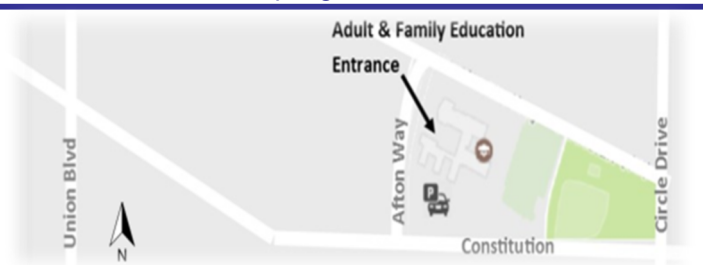 Adult & Family Education
Entrance
Union Blvd
Afton Way
Circle Drive
P
N
Constitution